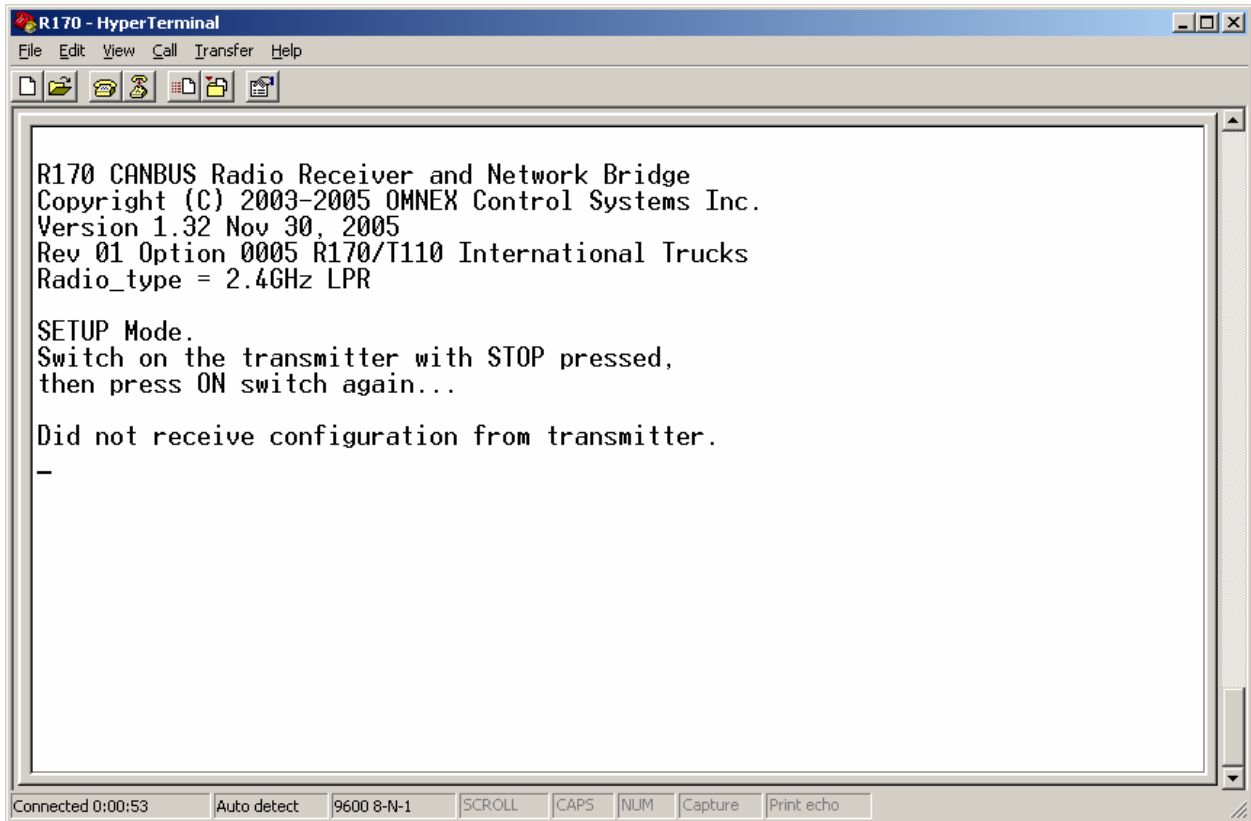 R170 - HyperTerminal
File Edit View Call Transfer Help
R170 CANBUS Radio Receiver and Network Bridge
Copyright (C) 2003-2005 OMNEX Control Systems Inc.
Version 1.32 Nov 30, 2005
Rev 01 Option 0005 R170/T110 International Trucks
Radio_type = 2.4GHz LPR
SETUP Mode.
Switch on the transmitter with STOP pressed,
then press ON switch again...
Did not receive configuration from transmitter.
_
Connected 0:00:53 Auto detect 9600 8-N-1 SCROLL CAPS NUM Capture Print echo